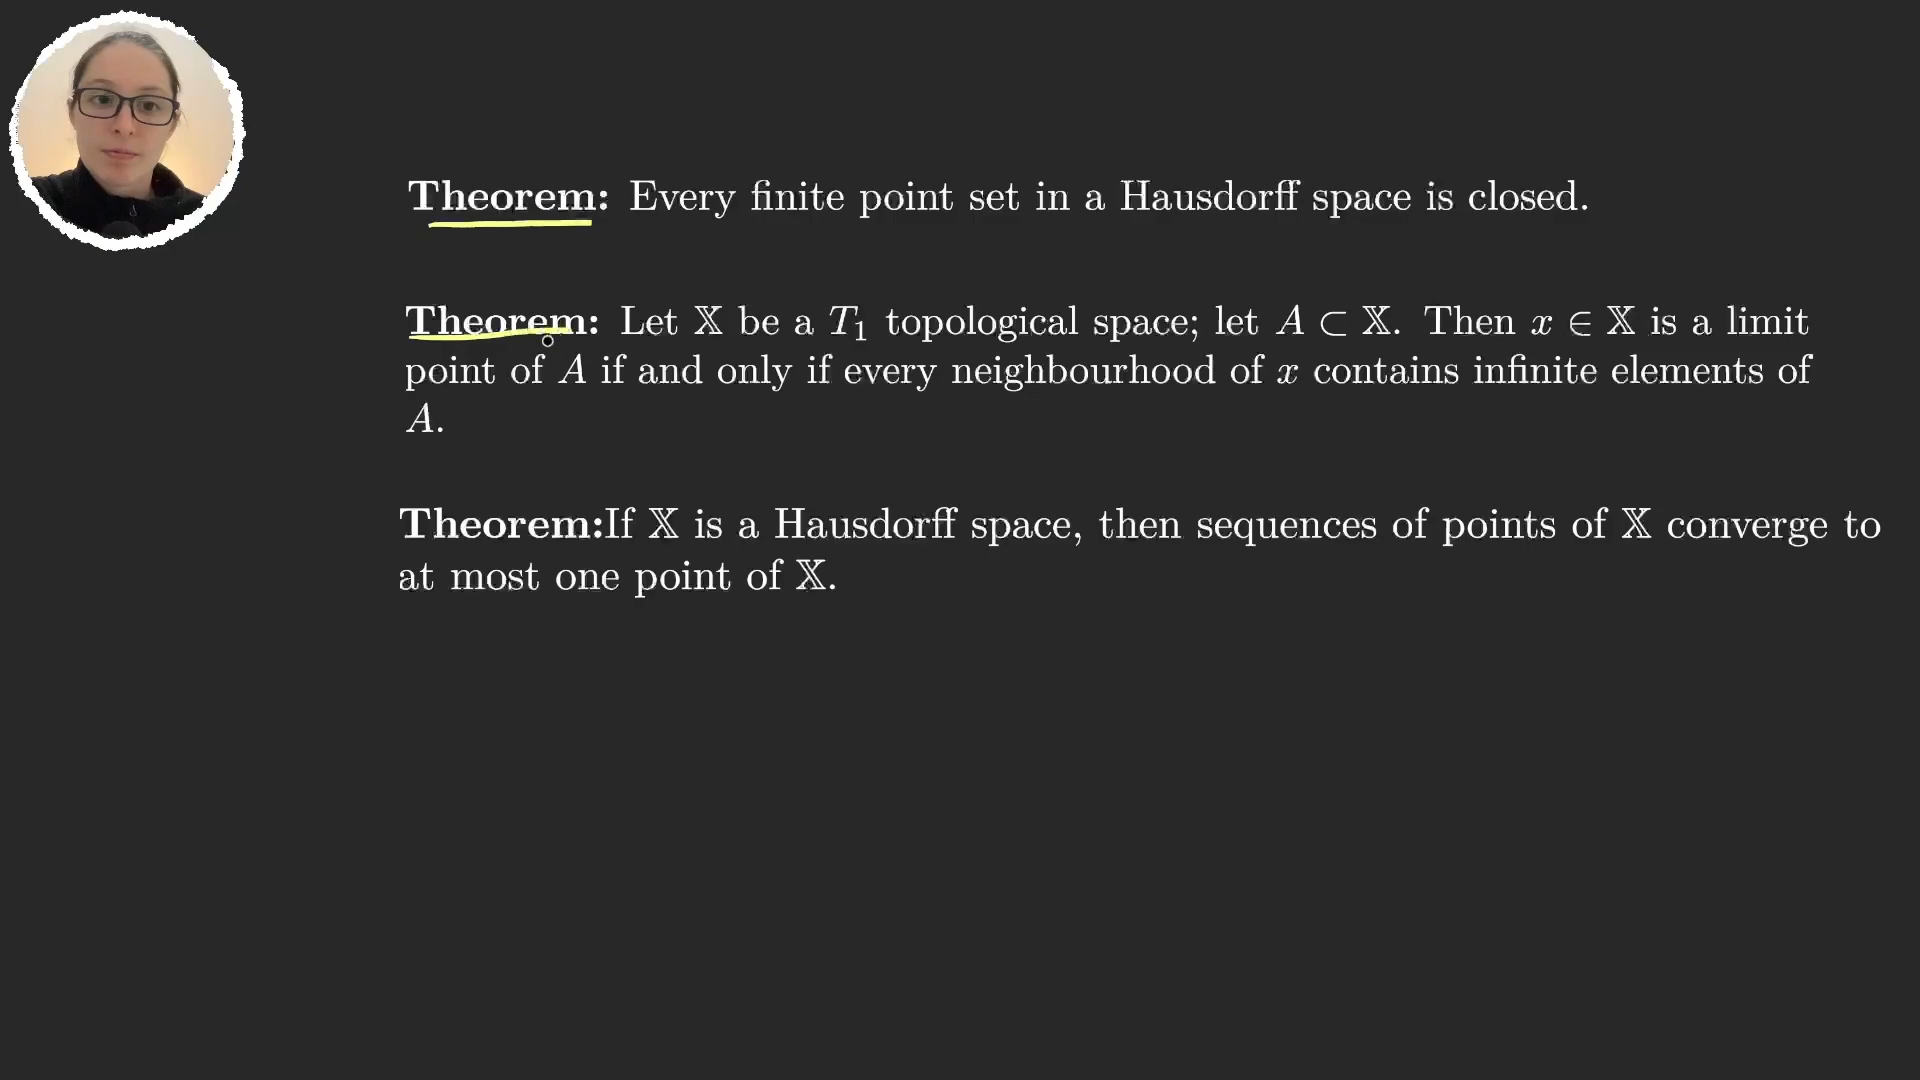 Theorem: Every finite point set in a Hausdorff space is closed.
Theorem: Let 𝕏 be a T₁ topological space; let A ⊂ 𝕏. Then x ∈ 𝕏 is a limit
point of A if and only if every neighbourhood of x contains infinite elements of
A.
Theorem:If 𝕏 is a Hausdorff space, then sequences of points of 𝕏 converge to
at most one point of 𝕏.